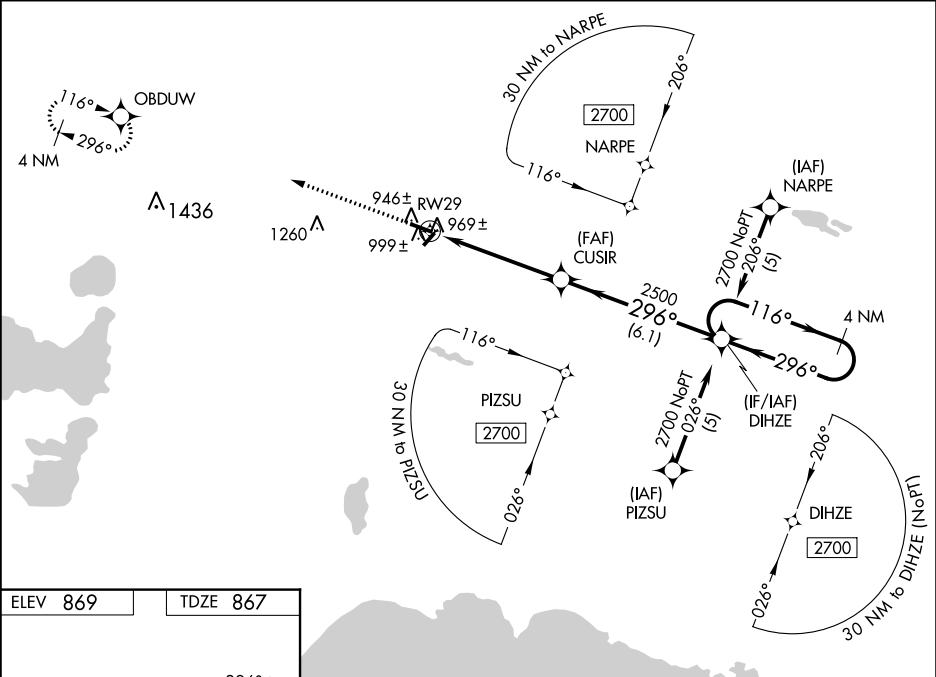 30 NM to NARPE
206°
2700
NARPE
116°
116°
OBDUW
296°
4 NM
1436
1260
946±
RW29
969±
999±
(IAF)
NARPE
2700 NoPT
206°
(5)
(FAF)
CUSIR
2500
296°
(6.1)
116°
4 NM
296°
(IF/IAF)
DIHZE
116°
PIZSU
2700
30 NM to PIZSU
026°
2700 NoPT
026°
(5)
(IAF)
PIZSU
206°
DIHZE
2700
026°
30 NM to DIHZE (NoPT)
ELEV 869
TDZE 867